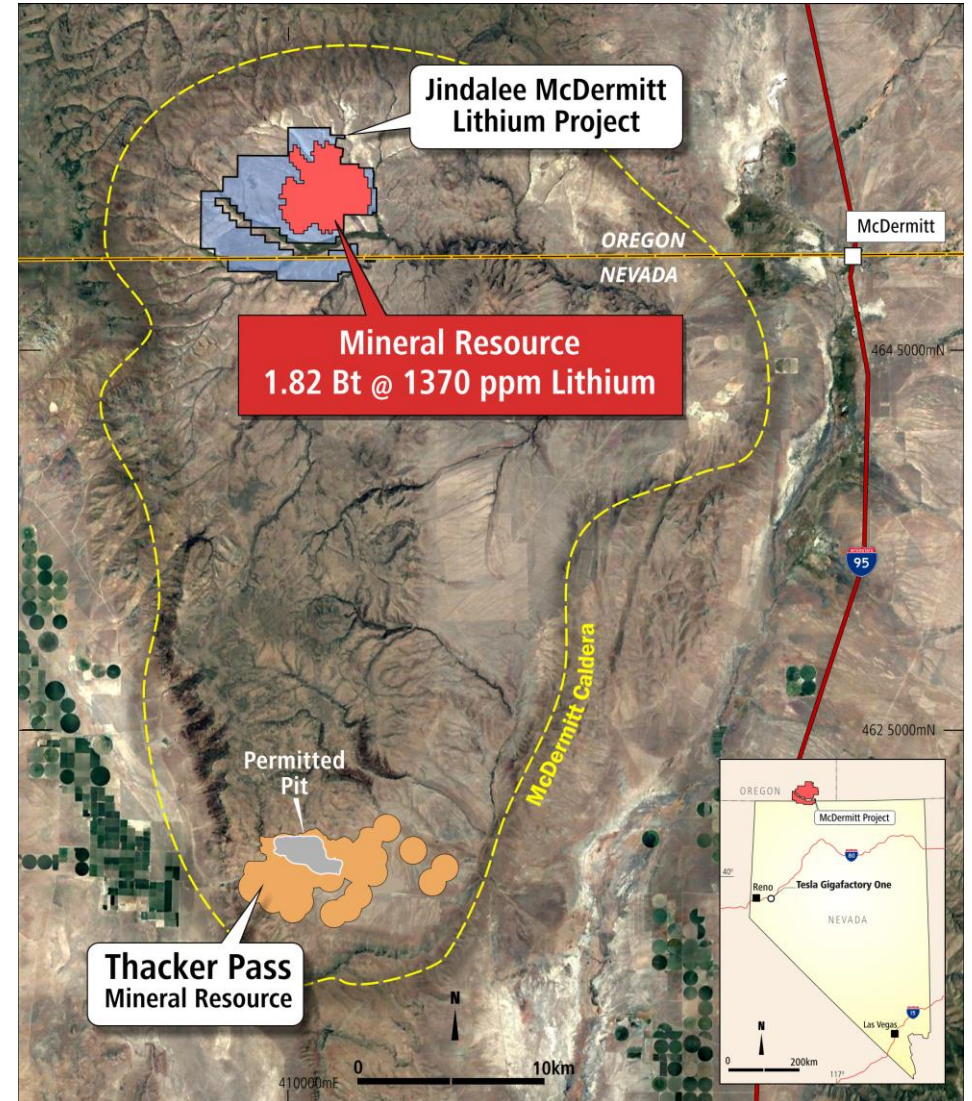 Jindalee McDermitt
Lithium Project
McDermitt
OREGON
NEVADA
Mineral Resource
1.82 Bt @ 1370 ppm Lithium
464 5000mN
INTERSTATE
95
McDermitt Caldera
462 5000mN
Permitted
Pit
Thacker Pass
Mineral Resource
N
0 10km
410000mE
OREGON
McDermitt Project
80
40°
Reno
Tesla Gigafactory One
NEVADA
15
Las Vegas
N
0 200km
117°